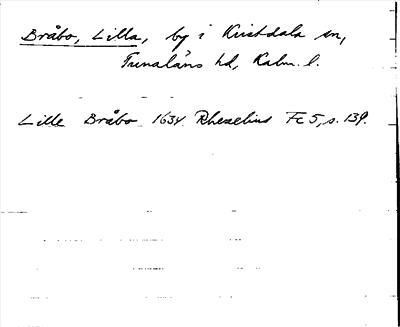 Bråbo, Lilla, by i Kristdala sn,
Tunaläns hd, Kalm. l.
Lille Bråbo 1634 Rhezelius Fc 5, s. 139.